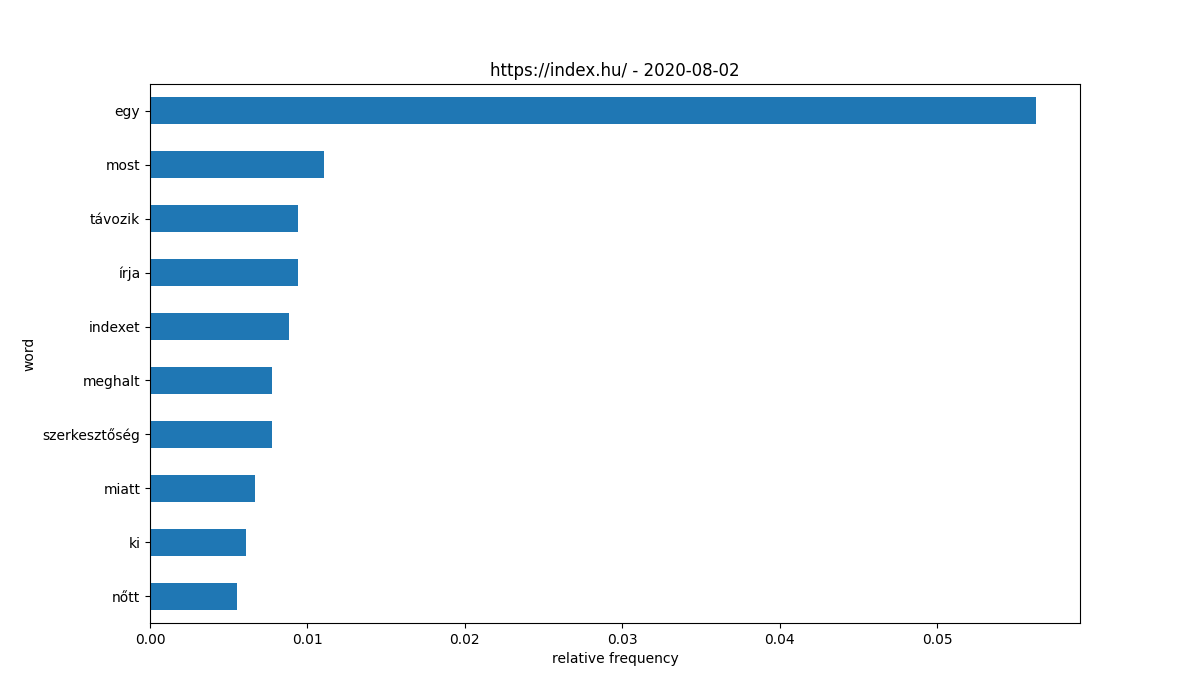 https://index.hu/ - 2020-08-02
egy
most
távozik
írja
indexet
meghalt
szerkesztőség
miatt
ki
nőtt
word
0.00 0.01 0.02 0.03 0.04 0.05
relative frequency